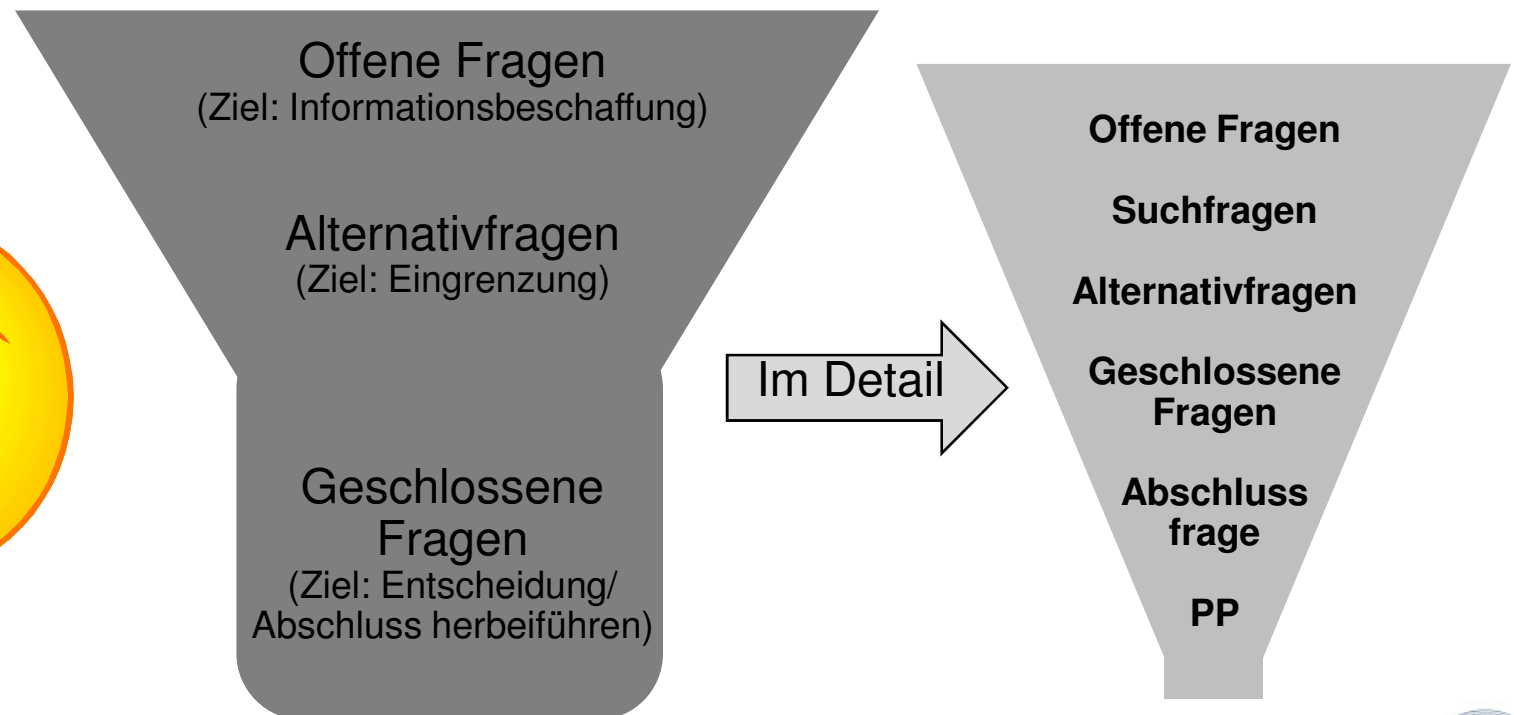 Offene Fragen
(Ziel: Informationsbeschaffung)
Alternativfragen
(Ziel: Eingrenzung)
Geschlossene
Fragen
(Ziel: Entscheidung/
Abschluss herbeiführen)
Im Detail
Offene Fragen
Suchfragen
Alternativfragen
Geschlossene
Fragen
Abschluss
frage
PP